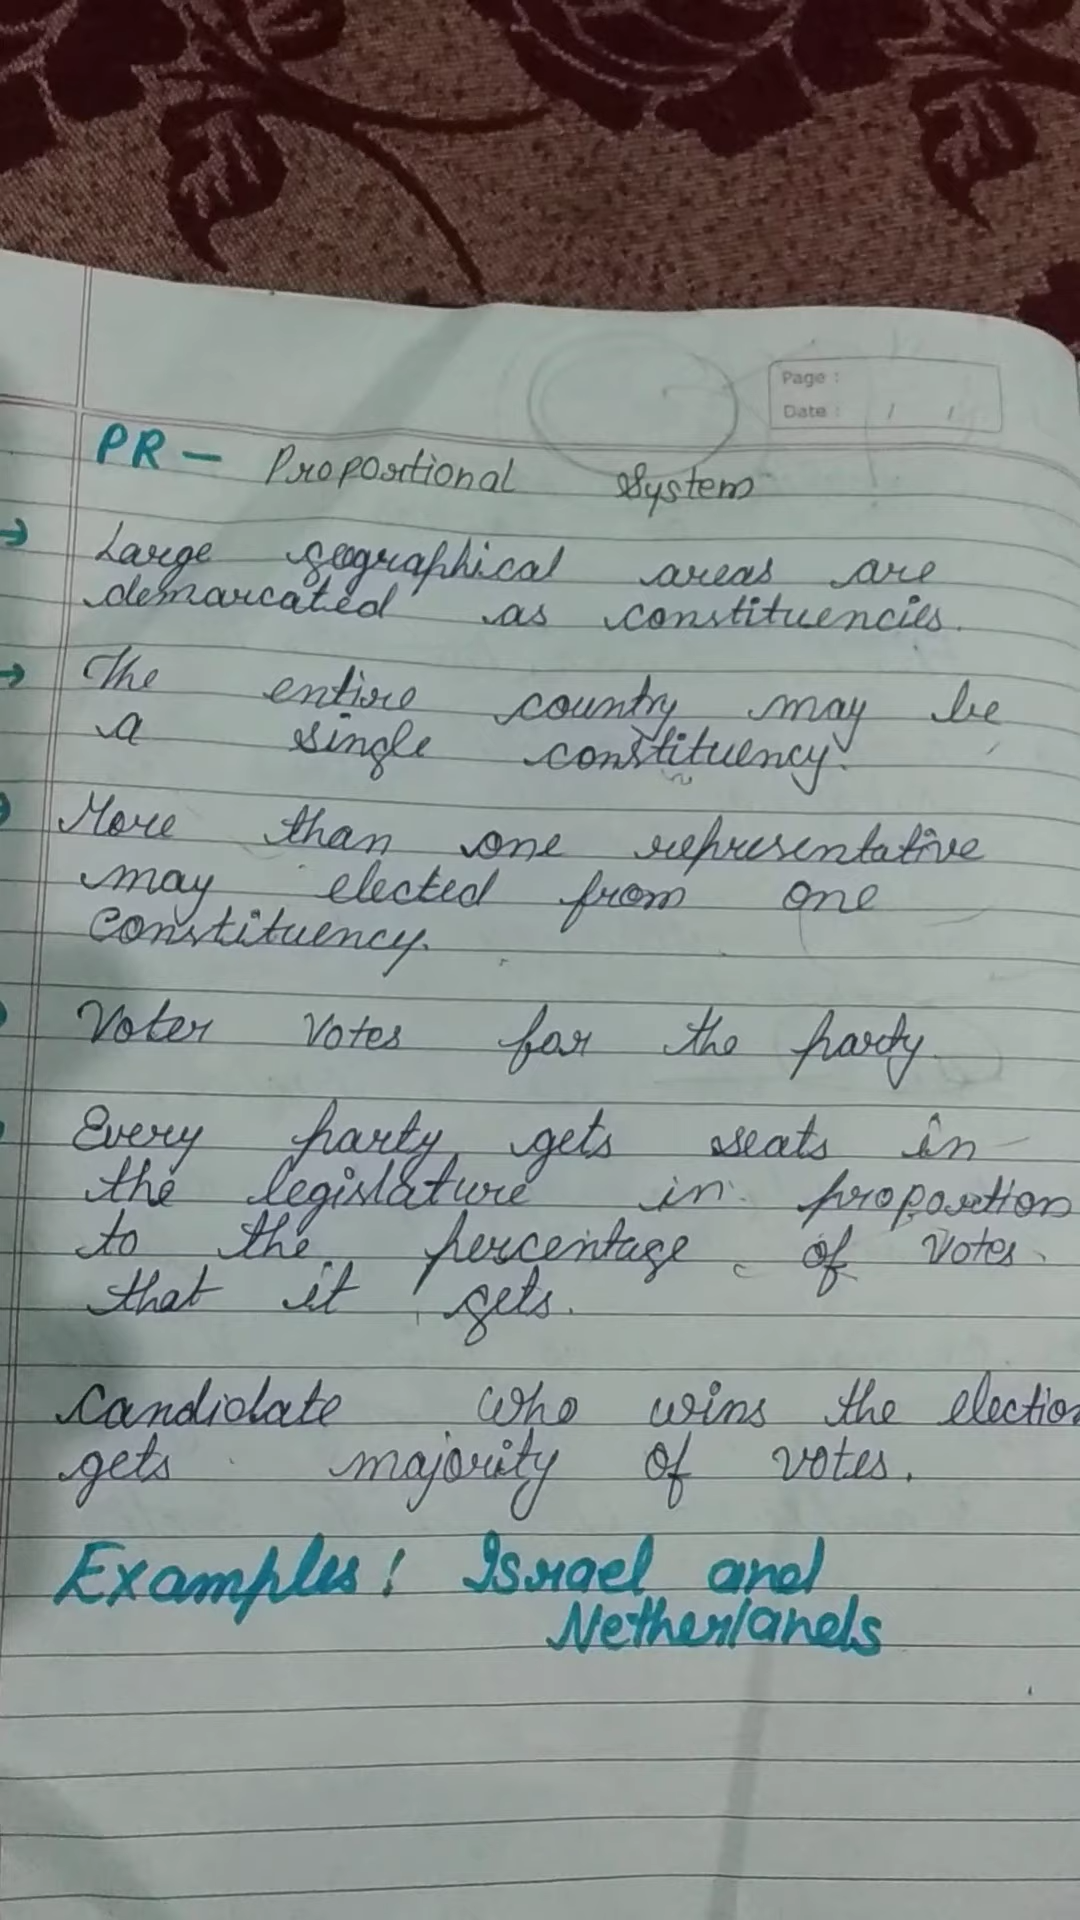 Page :
Date : / /
PR - Proportional System
→ Large geographical areas are
demarcated as constituencies.
→ The entire country may be
a single constituency.
More than one representative
may elected from one
constituency.
Voter votes for the party
Every party gets seats in
the legislature in proportion
to the percentage of votes
that it gets.
Candidate who wins the election
gets majority of votes.
Examples: Israel and
Netherlands